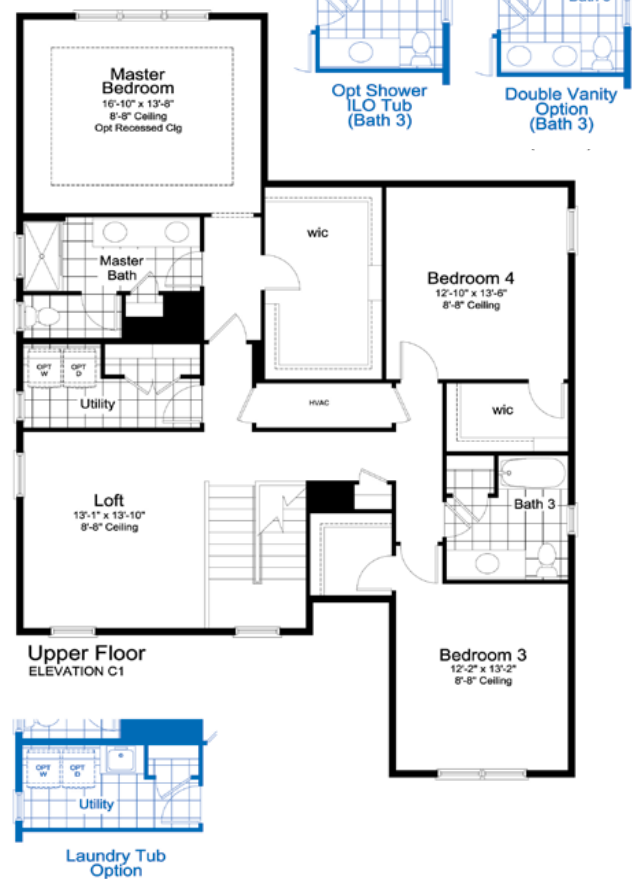 Bath 3
Opt Shower
ILO Tub
(Bath 3)
Double Vanity
Option
(Bath 3)
Master
Bedroom
16'-10" x 13'-8"
8'-8" Ceiling
Opt Recessed Clg
wic
Master
Bath
Bedroom 4
12'-10" x 13'-6"
8'-8" Ceiling
OPT
W
OPT
D
Utility
HVAC
wic
Loft
13'-1" x 13'-10"
8'-8" Ceiling
Bath 3
Upper Floor
ELEVATION C1
Bedroom 3
12'-2" x 13'-2"
8'-8" Ceiling
OPT
W
OPT
D
Utility
Laundry Tub
Option